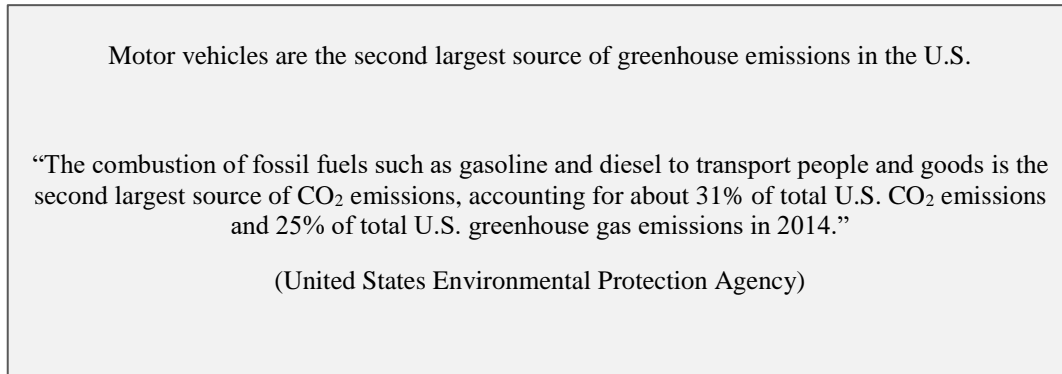 Motor vehicles are the second largest source of greenhouse emissions in the U.S.
“The combustion of fossil fuels such as gasoline and diesel to transport people and goods is the
second largest source of CO₂ emissions, accounting for about 31% of total U.S. CO₂ emissions
and 25% of total U.S. greenhouse gas emissions in 2014.”
(United States Environmental Protection Agency)